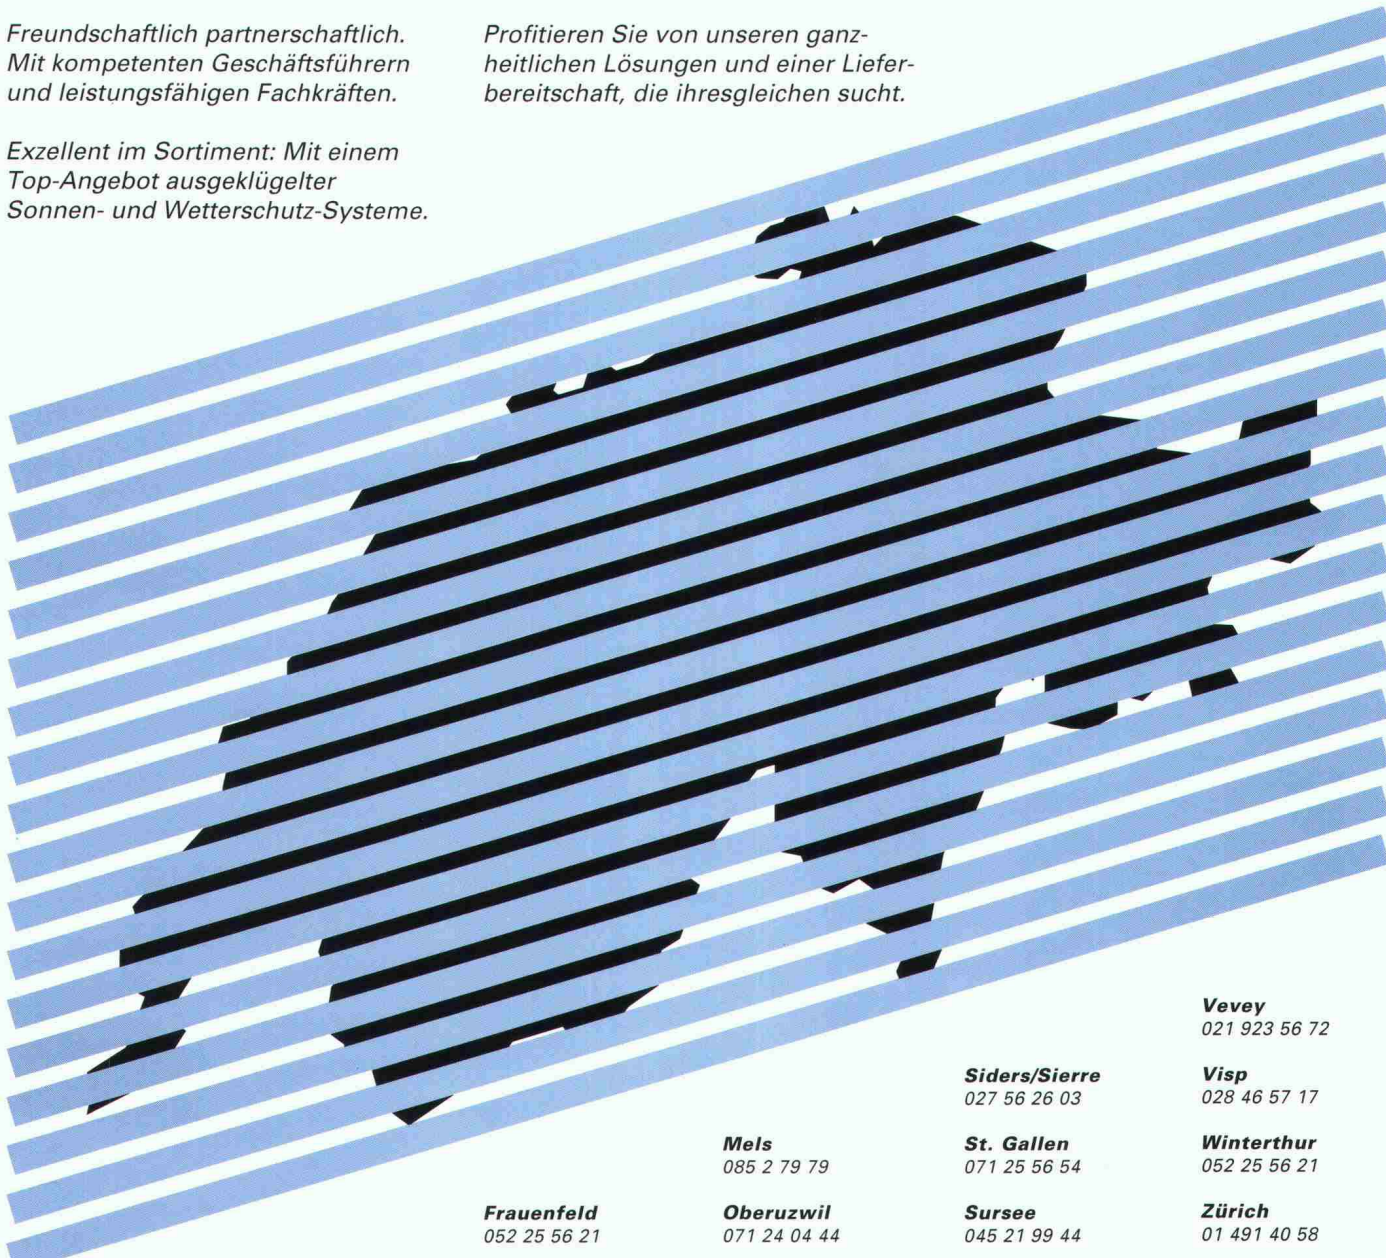 Freundschaftlich partnerschaftlich.
Mit kompetenten Geschäftsführern
und leistungsfähigen Fachkräften.
Exzellent im Sortiment: Mit einem
Top-Angebot ausgeklügelter
Sonnen- und Wetterschutz-Systeme.
Profitieren Sie von unseren ganz-
heitlichen Lösungen und einer Liefer-
bereitschaft, die ihresgleichen sucht.
Vevey
021 923 56 72
Siders/Sierre
027 56 26 03
Visp
028 46 57 17
Mels
085 2 79 79
St. Gallen
071 25 56 54
Winterthur
052 25 56 21
Frauenfeld
052 25 56 21
Oberuzwil
071 24 04 44
Sursee
045 21 99 44
Zürich
01 491 40 58